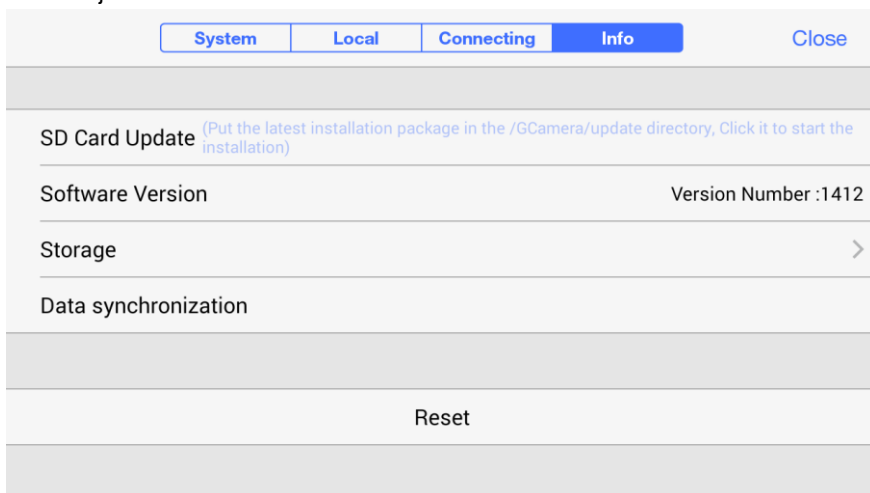 System Local Connecting Info Close
SD Card Update (Put the latest installation package in the /GCamera/update directory, Click it to start the
installation)
Software Version Version Number :1412
Storage
Data synchronization
Reset